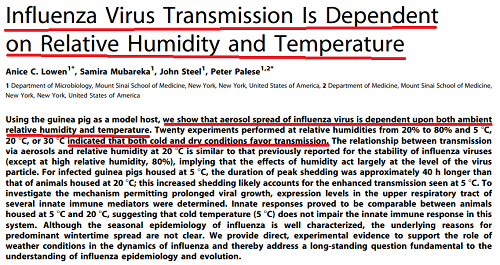 Influenza Virus Transmission Is Dependent
on Relative Humidity and Temperature
Anice C. Lowen1*, Samira Mubareka1, John Steel1, Peter Palese1,2*
1 Department of Microbiology, Mount Sinai School of Medicine, New York, New York, United States of America, 2 Department of Medicine, Mount Sinai School of Medicine,
New York, New York, United States of America
Using the guinea pig as a model host, we show that aerosol spread of influenza virus is dependent upon both ambient
relative humidity and temperature. Twenty experiments performed at relative humidities from 20% to 80% and 5 °C,
20 °C, or 30 °C indicated that both cold and dry conditions favor transmission. The relationship between transmission
via aerosols and relative humidity at 20 °C is similar to that previously reported for the stability of influenza viruses
(except at high relative humidity, 80%), implying that the effects of humidity act largely at the level of the virus
particle. For infected guinea pigs housed at 5 °C, the duration of peak shedding was approximately 40 h longer than
that of animals housed at 20 °C; this increased shedding likely accounts for the enhanced transmission seen at 5 °C. To
investigate the mechanism permitting prolonged viral growth, expression levels in the upper respiratory tract of
several innate immune mediators were determined. Innate responses proved to be comparable between animals
housed at 5 °C and 20 °C, suggesting that cold temperature (5 °C) does not impair the innate immune response in this
system. Although the seasonal epidemiology of influenza is well characterized, the underlying reasons for
predominant wintertime spread are not clear. We provide direct, experimental evidence to support the role of
weather conditions in the dynamics of influenza and thereby address a long-standing question fundamental to the
understanding of influenza epidemiology and evolution.